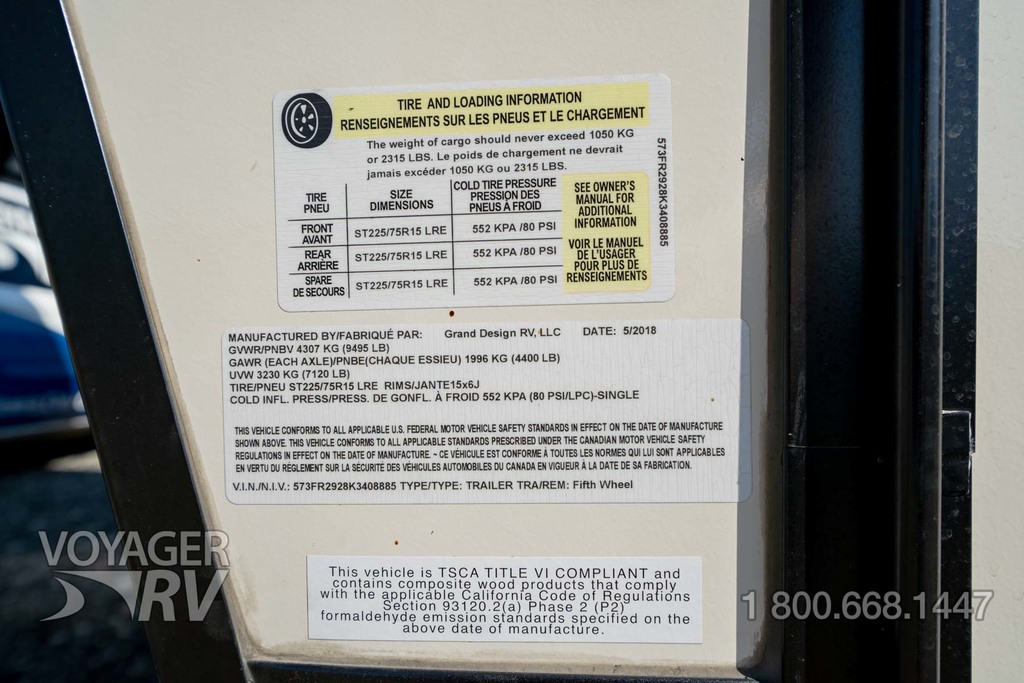 TIRE AND LOADING INFORMATION
RENSEIGNEMENTS SUR LES PNEUS ET LE CHARGEMENT
The weight of cargo should never exceed 1050 KG
or 2315 LBS. Le poids de chargement ne devrait
jamais excéder 1050 KG ou 2315 LBS.
TIRE PNEU | SIZE DIMENSIONS | COLD TIRE PRESSURE PRESSION DES PNEUS À FROID
FRONT AVANT | ST225/75R15 LRE | 552 KPA /80 PSI
REAR ARRIÈRE | ST225/75R15 LRE | 552 KPA /80 PSI
SPARE DE SECOURS | ST225/75R15 LRE | 552 KPA /80 PSI
SEE OWNER'S
MANUAL FOR
ADDITIONAL
INFORMATION
VOIR LE MANUEL
DE L'USAGER
POUR PLUS DE
RENSEIGNEMENTS
573FR2928K3408885
MANUFACTURED BY/FABRIQUÉ PAR: Grand Design RV, LLC DATE: 5/2018
GVWR/PNBV 4307 KG (9495 LB)
GAWR (EACH AXLE)/PNBE(CHAQUE ESSIEU) 1996 KG (4400 LB)
UVW 3230 KG (7120 LB)
TIRE/PNEU ST225/75R15 LRE RIMS/JANTE15x6J
COLD INFL. PRESS/PRESS. DE GONFL. À FROID 552 KPA (80 PSI/LPC)-SINGLE
THIS VEHICLE CONFORMS TO ALL APPLICABLE U.S. FEDERAL MOTOR VEHICLE SAFETY STANDARDS IN EFFECT ON THE DATE OF MANUFACTURE
SHOWN ABOVE. THIS VEHICLE CONFORMS TO ALL APPLICABLE STANDARDS PRESCRIBED UNDER THE CANADIAN MOTOR VEHICLE SAFETY
REGULATIONS IN EFFECT ON THE DATE OF MANUFACTURE. ~ CE VÉHICULE EST CONFORME À TOUTES LES NORMES QUI LUI SONT APPLICABLES
EN VERTU DU RÉGLEMENT SUR LA SÉCURITÉ DES VÉHICULES AUTOMOBILES DU CANADA EN VIGUEUR À LA DATE DE SA FABRICATION.
V.I.N./N.I.V.: 573FR2928K3408885 TYPE/TYPE: TRAILER TRA/REM: Fifth Wheel
This vehicle is TSCA TITLE VI COMPLIANT and
contains composite wood products that comply
with the applicable California Code of Regulations
Section 93120.2(a) Phase 2 (P2)
formaldehyde emission standards specified on the
above date of manufacture.
VOYAGER
RV
1 800.668.1447